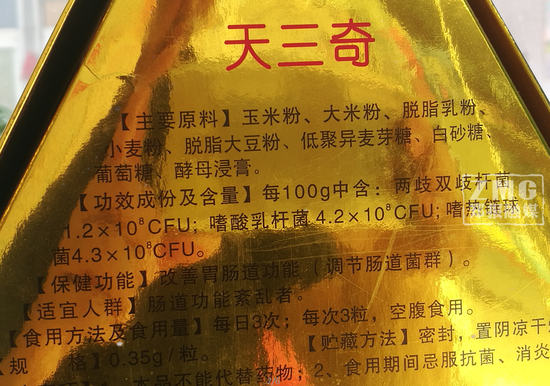 天三奇
【主要原料】玉米粉、大米粉、脱脂乳粉、
小麦粉、脱脂大豆粉、低聚异麦芽糖、白砂糖、
葡萄糖、酵母浸膏。
【功效成份及含量】每100g中含：两歧双歧杆菌
1.2×10⁸CFU；嗜酸乳杆菌4.2×10⁸CFU；嗜热链球
菌4.3×10⁸CFU。
【保健功能】改善胃肠道功能（调节肠道菌群）。
【适宜人群】肠道功能紊乱者。
【食用方法及食用量】每日3次；每次3粒，空腹食用。
【规 格】0.35g/粒。【贮藏方法】密封，置阴凉干
本品不能代替药物；2、食用期间忌服抗菌、消炎
ZMG